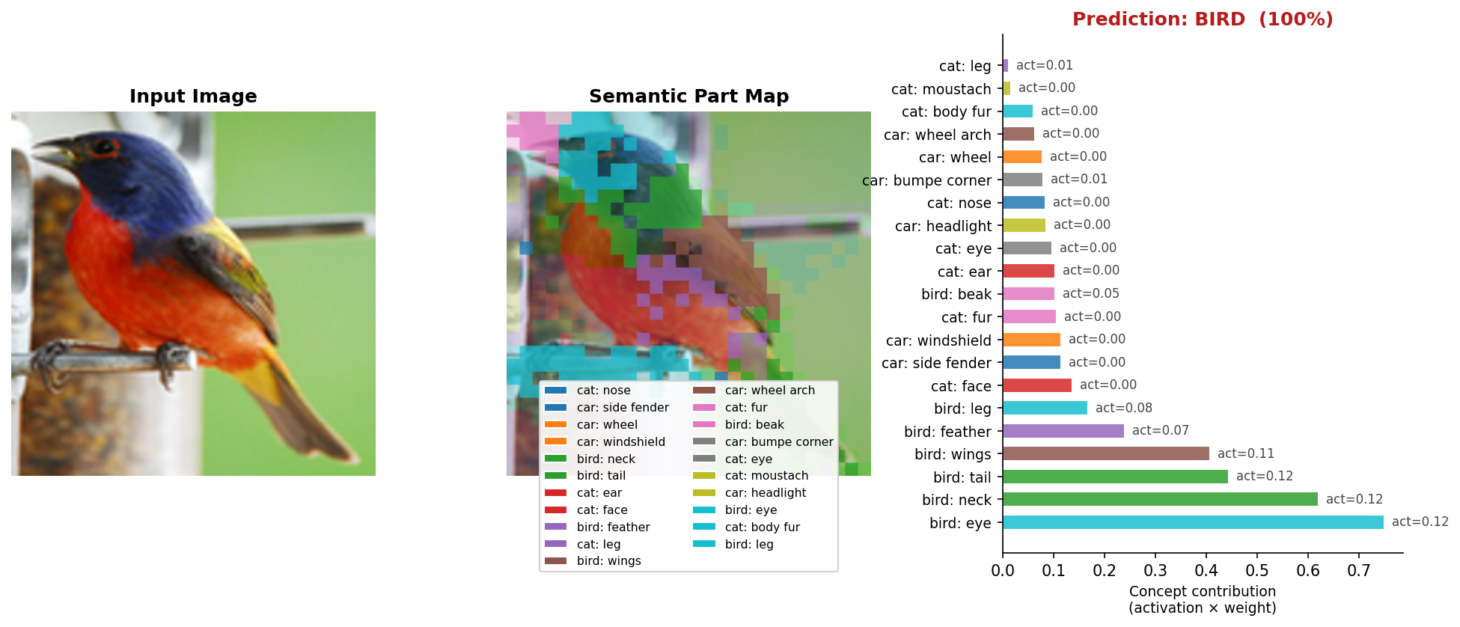 Prediction: BIRD (100%)
Input Image
Semantic Part Map
cat: leg act=0.01
cat: moustach act=0.00
cat: body fur act=0.00
car: wheel arch act=0.00
car: wheel act=0.00
car: bumpe corner act=0.01
cat: nose act=0.00
car: headlight act=0.00
cat: eye act=0.00
cat: ear act=0.00
bird: beak act=0.05
cat: fur act=0.00
car: windshield act=0.00
car: side fender act=0.00
cat: face act=0.00
bird: leg act=0.08
bird: feather act=0.07
bird: wings act=0.11
bird: tail act=0.12
bird: neck act=0.12
bird: eye act=0.12
0.0 0.1 0.2 0.3 0.4 0.5 0.6 0.7
Concept contribution
(activation × weight)
cat: nose
car: side fender
car: wheel
car: windshield
bird: neck
bird: tail
cat: ear
cat: face
bird: feather
cat: leg
bird: wings
car: wheel arch
cat: fur
bird: beak
car: bumpe corner
cat: eye
cat: moustach
car: headlight
bird: eye
cat: body fur
bird: leg